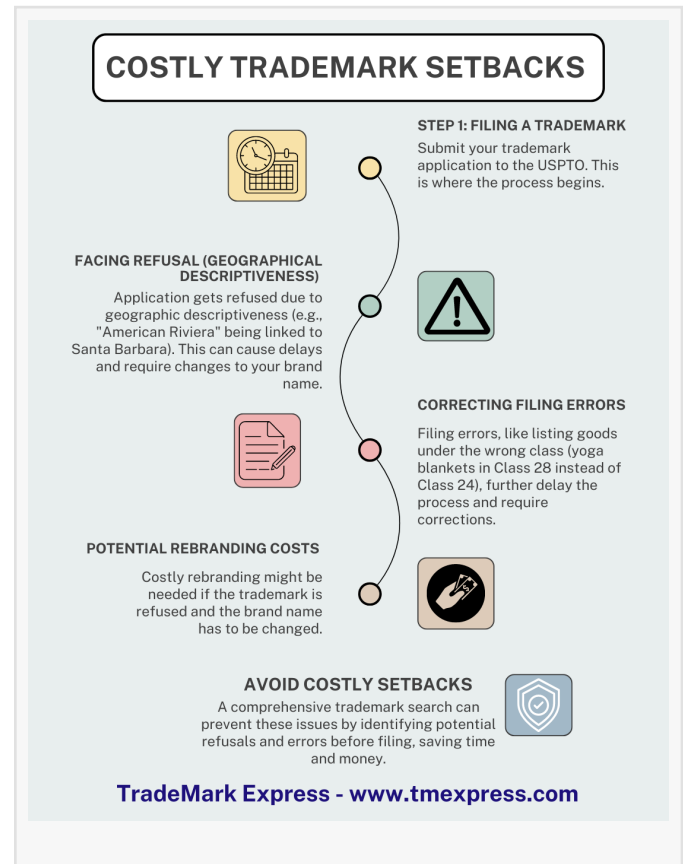 COSTLY TRADEMARK SETBACKS
STEP 1: FILING A TRADEMARK
Submit your trademark
application to the USPTO. This
is where the process begins.
FACING REFUSAL (GEOGRAPHICAL
DESCRIPTIVENESS)
Application gets refused due to
geographic descriptiveness (e.g.,
"American Riviera" being linked to
Santa Barbara). This can cause delays
and require changes to your brand
name.
CORRECTING FILING ERRORS
Filing errors, like listing goods
under the wrong class (yoga
blankets in Class 28 instead of
Class 24), further delay the
process and require
corrections.
POTENTIAL REBRANDING COSTS
Costly rebranding might be
needed if the trademark is
refused and the brand name
has to be changed.
AVOID COSTLY SETBACKS
A comprehensive trademark search can
prevent these issues by identifying potential
refusals and errors before filing, saving time
and money.
TradeMark Express - www.tmexpress.com